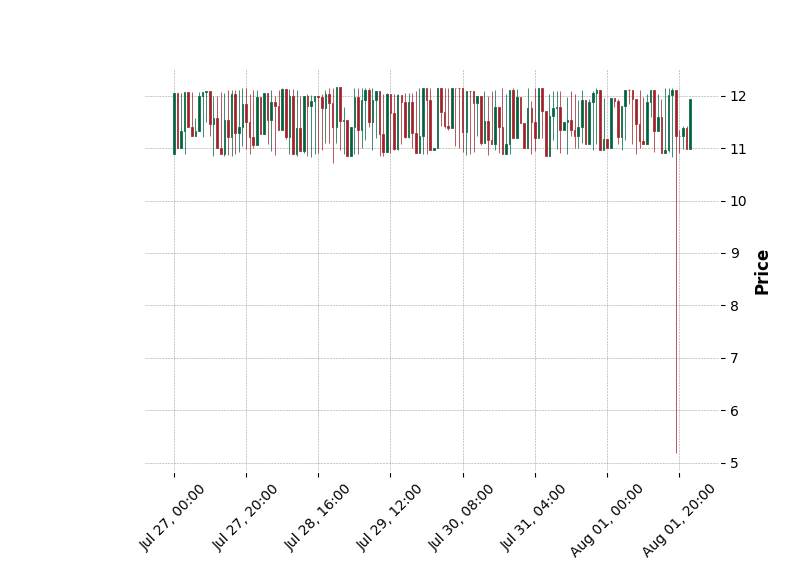 12
11
10
9
8
7
6
5
Price
Jul 27, 00:00
Jul 27, 20:00
Jul 28, 16:00
Jul 29, 12:00
Jul 30, 08:00
Jul 31, 04:00
Aug 01, 00:00
Aug 01, 20:00